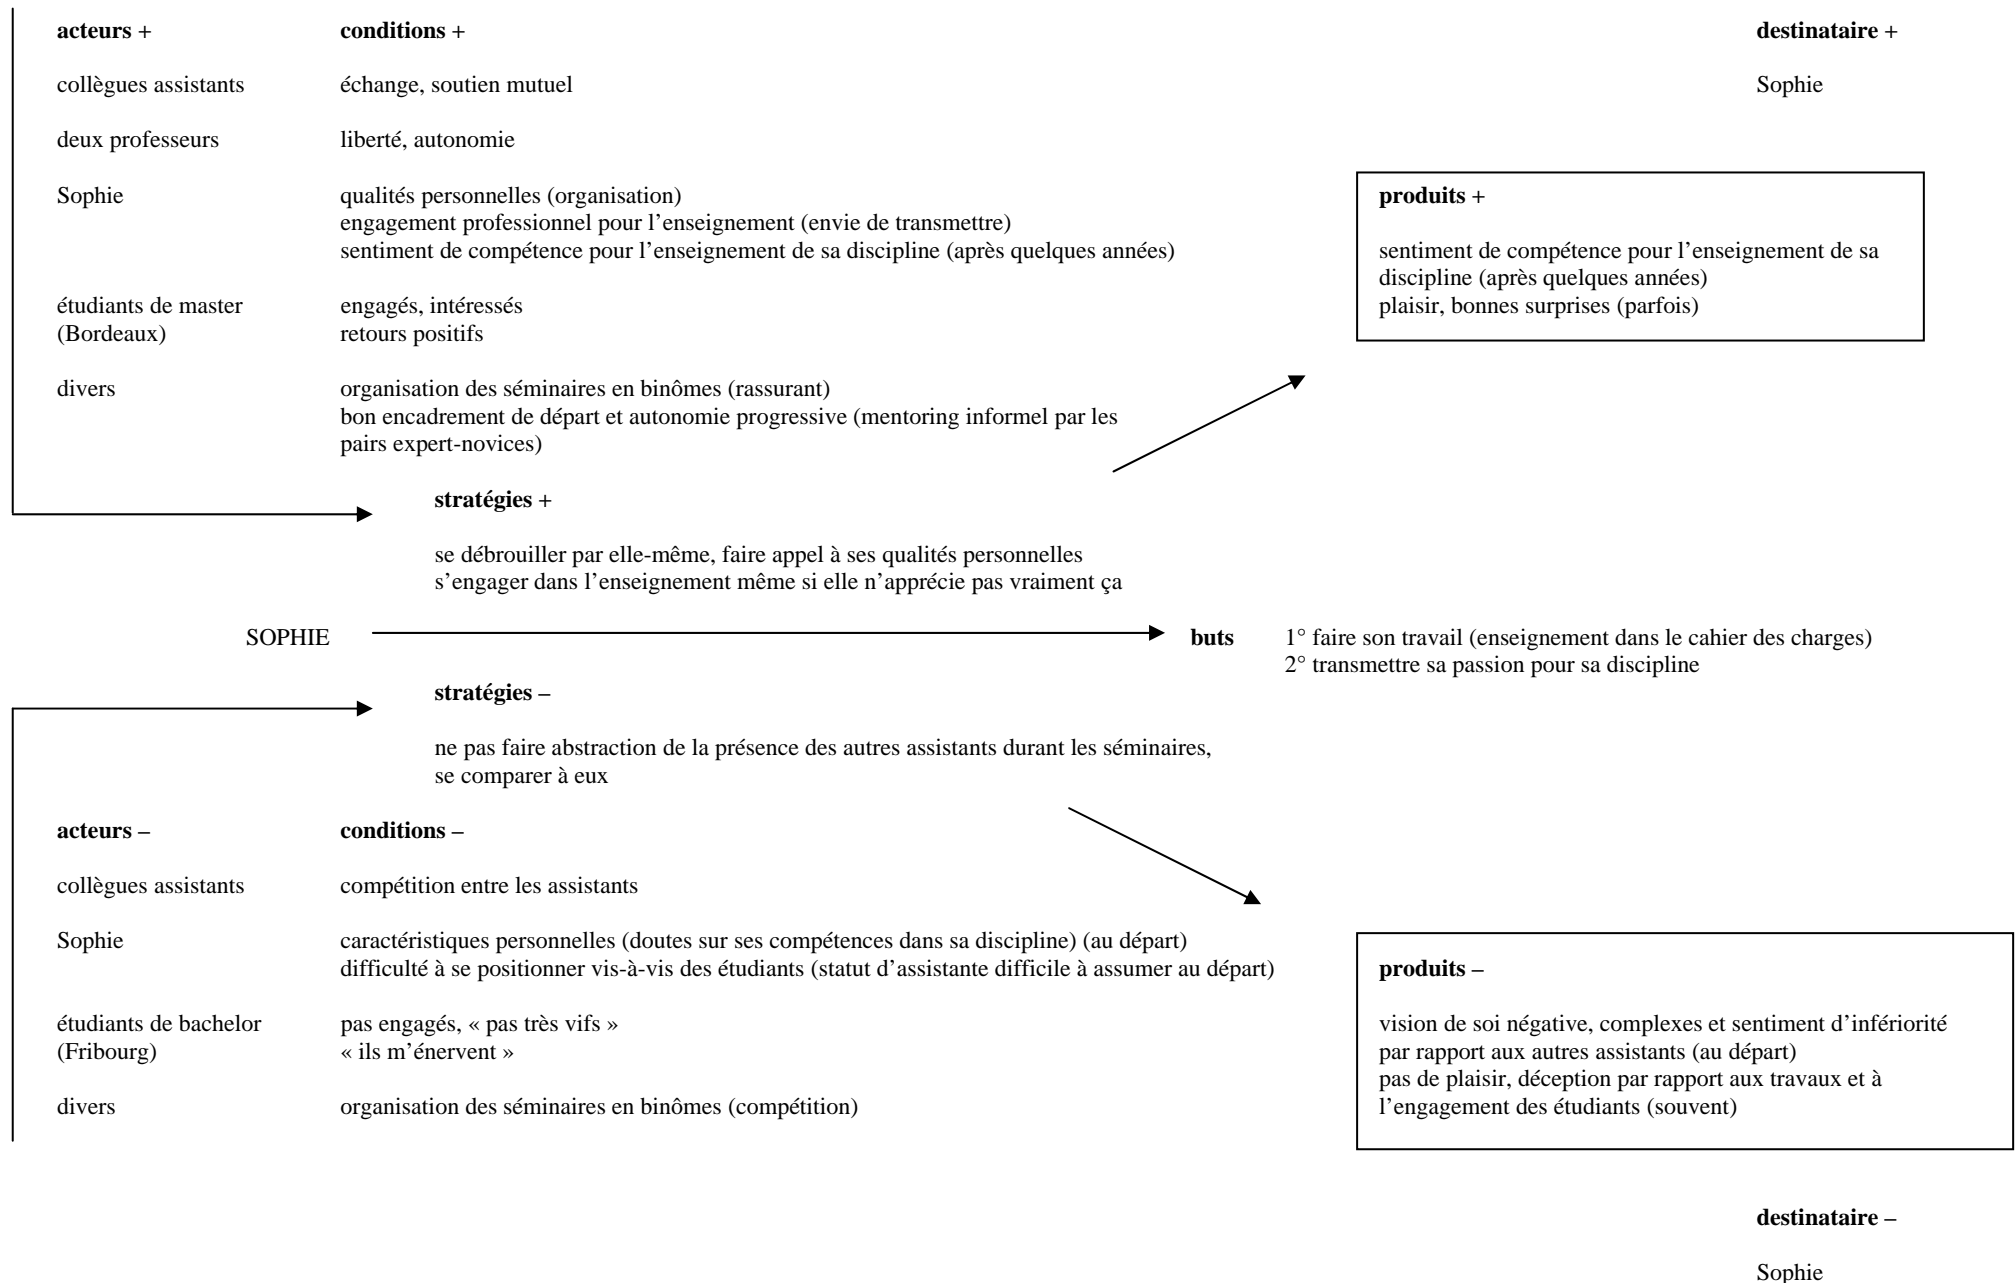 acteurs + conditions + destinataire +
collègues assistants échange, soutien mutuel Sophie
deux professeurs liberté, autonomie
Sophie qualités personnelles (organisation)
engagement professionnel pour l’enseignement (envie de transmettre)
sentiment de compétence pour l’enseignement de sa discipline (après quelques années)
étudiants de master engagés, intéressés
(Bordeaux) retours positifs
divers organisation des séminaires en binômes (rassurant)
bon encadrement de départ et autonomie progressive (mentoring informel par les
pairs expert-novices)
produits +
sentiment de compétence pour l’enseignement de sa
discipline (après quelques années)
plaisir, bonnes surprises (parfois)
stratégies +
se débrouiller par elle-même, faire appel à ses qualités personnelles
s’engager dans l’enseignement même si elle n’apprécie pas vraiment ça
SOPHIE buts 1° faire son travail (enseignement dans le cahier des charges)
2° transmettre sa passion pour sa discipline
stratégies –
ne pas faire abstraction de la présence des autres assistants durant les séminaires,
se comparer à eux
acteurs – conditions –
collègues assistants compétition entre les assistants
Sophie caractéristiques personnelles (doutes sur ses compétences dans sa discipline) (au départ)
difficulté à se positionner vis-à-vis des étudiants (statut d’assistante difficile à assumer au départ)
étudiants de bachelor pas engagés, « pas très vifs »
(Fribourg) « ils m’énervent »
divers organisation des séminaires en binômes (compétition)
produits –
vision de soi négative, complexes et sentiment d’infériorité
par rapport aux autres assistants (au départ)
pas de plaisir, déception par rapport aux travaux et à
l’engagement des étudiants (souvent)
destinataire –
Sophie